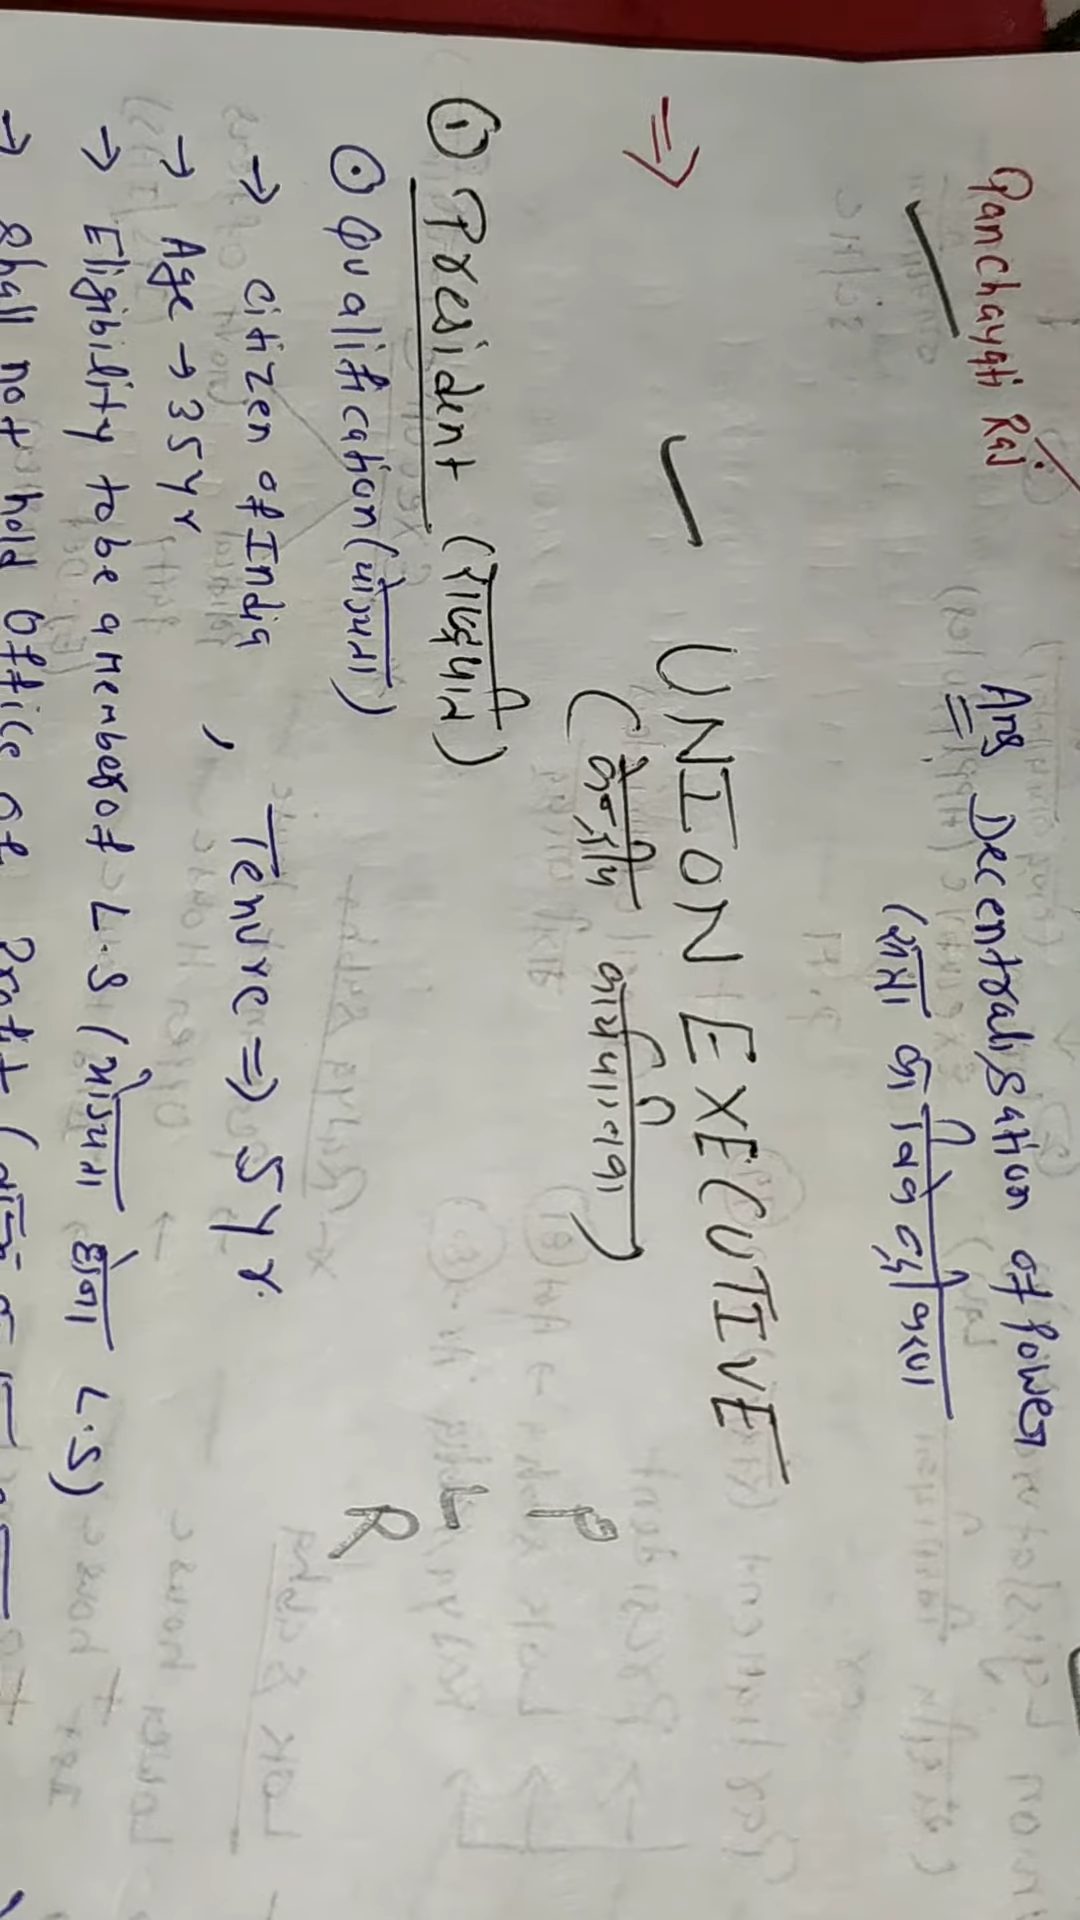 Panchayati Raj
Ans Decentralisation of Power
(सत्ता का विकेंद्रीकरण
⇒ UNION EXECUTIVE
(केन्द्रीय कार्यपालिका)
P
① President (राष्ट्रपति)
L
⊙ Qualification (योग्यता)
R
→ citizen of India
, Tenure ⇒ 5 yr.
→ Age → 35 yr
→ Eligibility to be a member of L.S (योग्यता होना L.S)
→ shall not hold office of Profit (